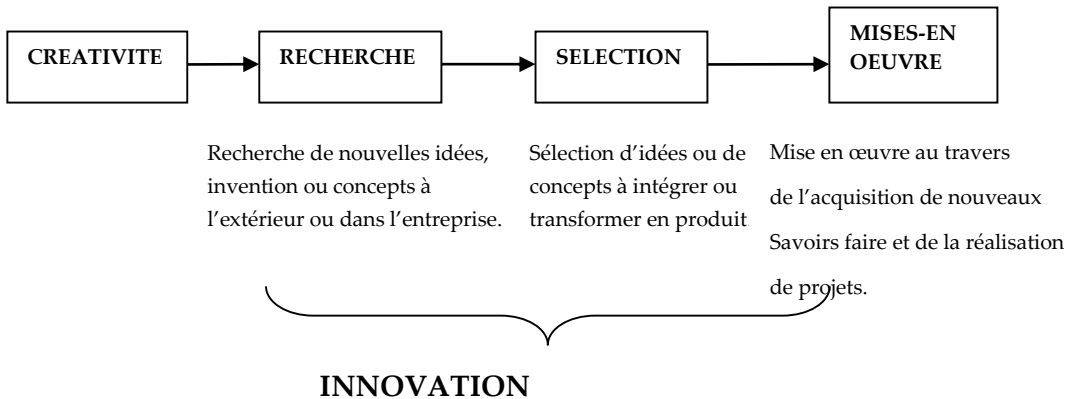 CREATIVITE
RECHERCHE
SELECTION
MISES-EN
OEUVRE
Recherche de nouvelles idées,
invention ou concepts à
l'extérieur ou dans l'entreprise.
Sélection d'idées ou de
concepts à intégrer ou
transformer en produit
Mise en œuvre au travers
de l'acquisition de nouveaux
Savoirs faire et de la réalisation
de projets.
INNOVATION